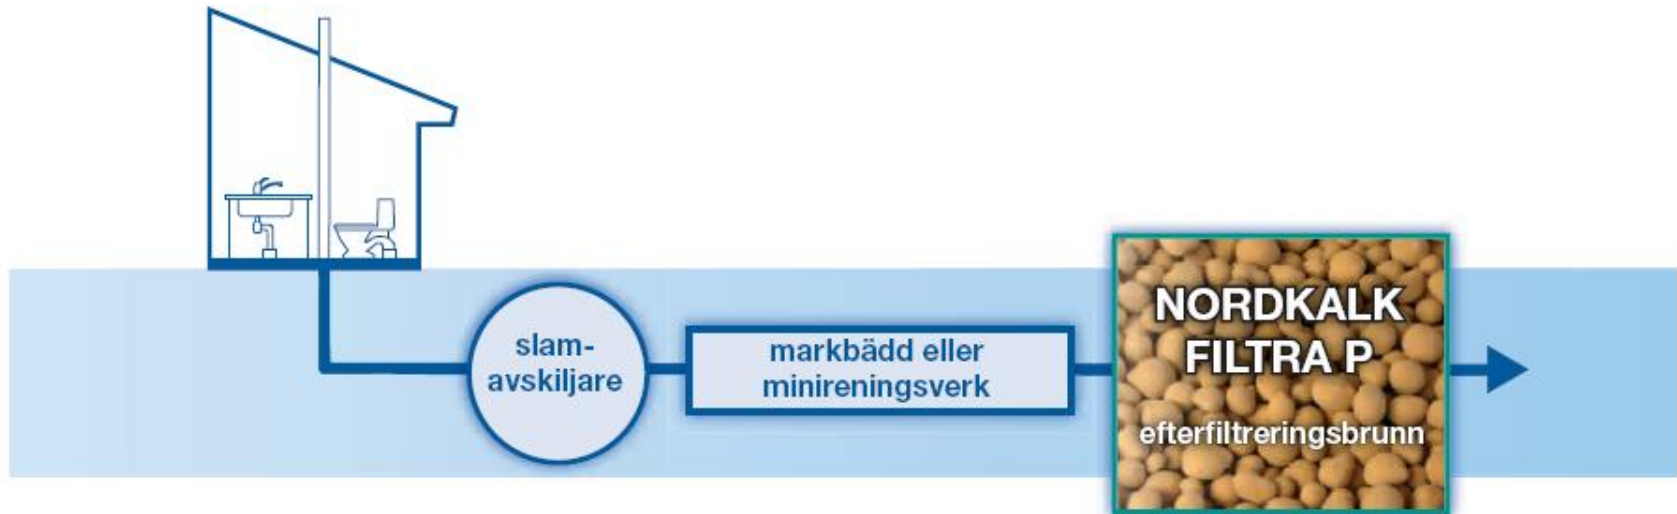 slam-
avskiljare
markbädd eller
minireningsverk
NORDKALK
FILTRA P
efterfiltreringsbrunn